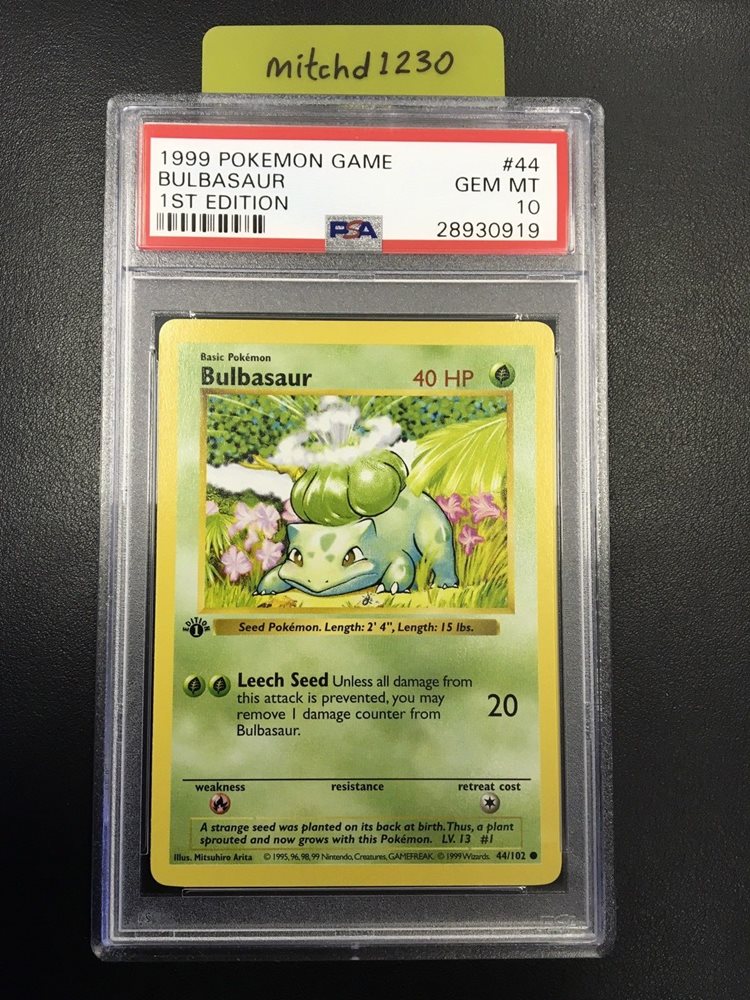 mitchd1230
1999 POKEMON GAME #44
BULBASAUR GEM MT
1ST EDITION 10
PSA 28930919
Basic Pokémon
Bulbasaur 40 HP
EDITION
1
Seed Pokémon. Length: 2' 4", Length: 15 lbs.
Leech Seed Unless all damage from
this attack is prevented, you may
remove 1 damage counter from
Bulbasaur.
20
weakness resistance retreat cost
A strange seed was planted on its back at birth. Thus, a plant
sprouted and now grows with this Pokémon. LV. 13 #1
Illus. Mitsuhiro Arita © 1995, 96, 98, 99 Nintendo, Creatures, GAMEFREAK. © 1999 Wizards. 44/102